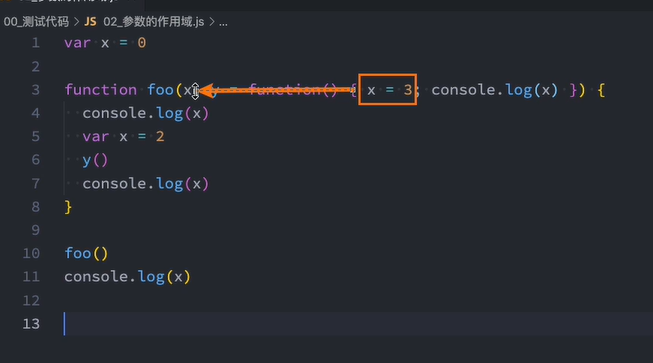 00_测试代码 > JS 02_参数的作用域.js > ...
1 var x = 0
2
3 function foo(x, y = function() { x = 3; console.log(x) }) {
4 console.log(x)
5 var x = 2
6 y()
7 console.log(x)
8 }
9
10 foo()
11 console.log(x)
12
13